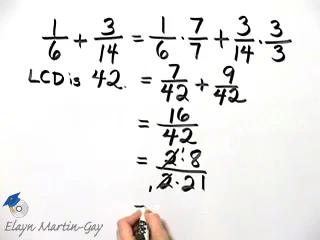 1/6 + 3/14 = 1/6 · 7/7 + 3/14 · 3/3
LCD is 42. = 7/42 + 9/42
= 16/42
= 2·8/2·21
=
Elayn Martin-Gay